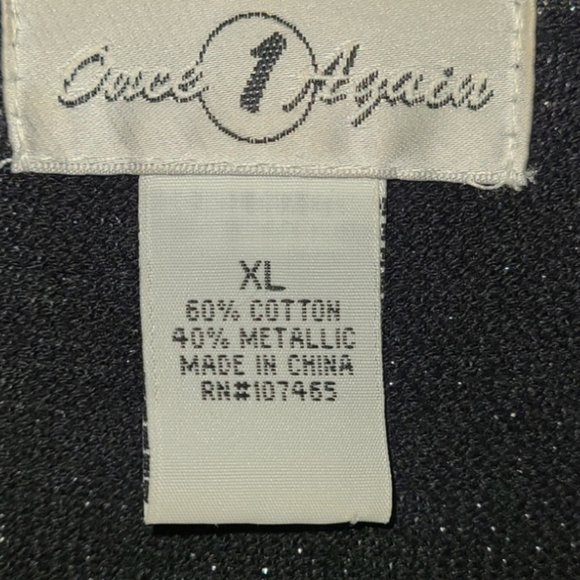 Once 1 Again
XL
60% COTTON
40% METALLIC
MADE IN CHINA
RN#107465